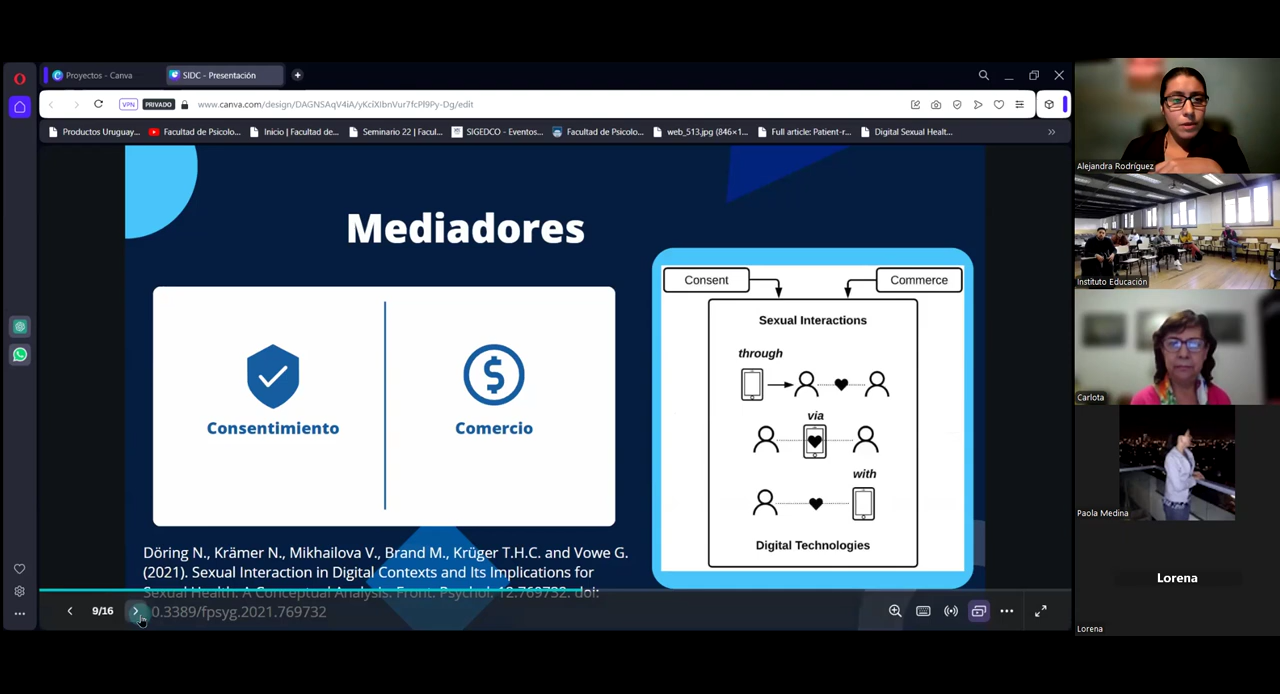 Proyectos - Canva
SIDC - Presentación
VPN
PRIVADO
www.canva.com/design/DAGNSAqV4iA/yKciXIbnVur7fcPl9Py-Dg/edit
Productos Uruguay...
Facultad de Psicolo...
Inicio | Facultad de...
Seminario 22 | Facul...
SIGEDCO - Eventos...
Facultad de Psicolo...
web_513.jpg (846×1...
Full article: Patient-r...
Digital Sexual Healt...
Mediadores
Consentimiento
Comercio
Consent
Commerce
Sexual Interactions
through
via
with
Digital Technologies
Döring N., Krämer N., Mikhailova V., Brand M., Krüger T.H.C. and Vowe G.
(2021). Sexual Interaction in Digital Contexts and Its Implications for
Sexual Health: A Conceptual Analysis. Front. Psychol, 12:769732. doi:
0.3389/fpsyg.2021.769732
9/16
Alejandra Rodríguez
Instituto Educación
Carlota
Paola Medina
Lorena
Lorena